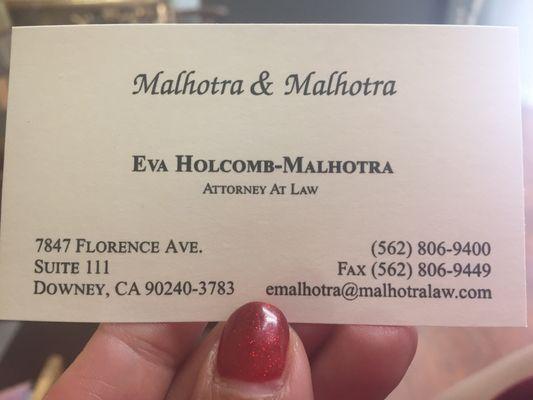 Malhotra & Malhotra
EVA HOLCOMB-MALHOTRA
ATTORNEY AT LAW
7847 FLORENCE AVE.
SUITE 111
DOWNEY, CA 90240-3783
(562) 806-9400
FAX (562) 806-9449
emalhotra@malhotralaw.com